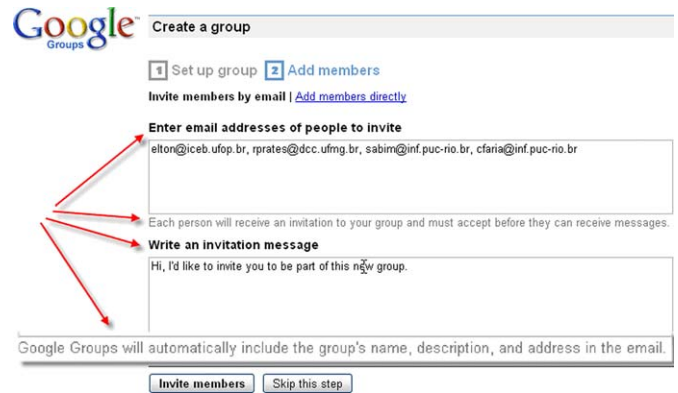 Google
Groups
Create a group
1 Set up group 2 Add members
Invite members by email | Add members directly
Enter email addresses of people to invite
elton@iceb.ufop.br, rprates@dcc.ufmg.br, sabim@inf.puc-rio.br, cfaria@inf.puc-rio.br
Each person will receive an invitation to your group and must accept before they can receive messages.
Write an invitation message
Hi, I'd like to invite you to be part of this new group.
Google Groups will automatically include the group's name, description, and address in the email.
Invite members Skip this step